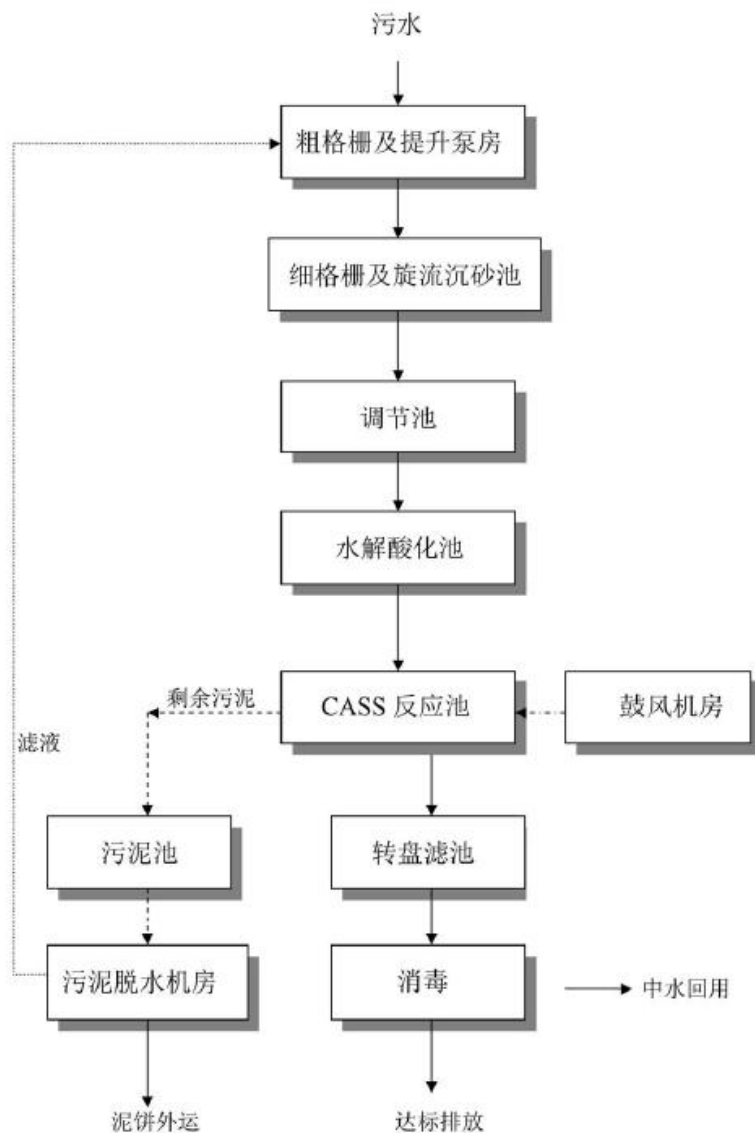 污水
粗格栅及提升泵房
细格栅及旋流沉砂池
调节池
水解酸化池
剩余污泥
CASS 反应池
鼓风机房
滤液
污泥池
转盘滤池
污泥脱水机房
消毒
中水回用
泥饼外运
达标排放